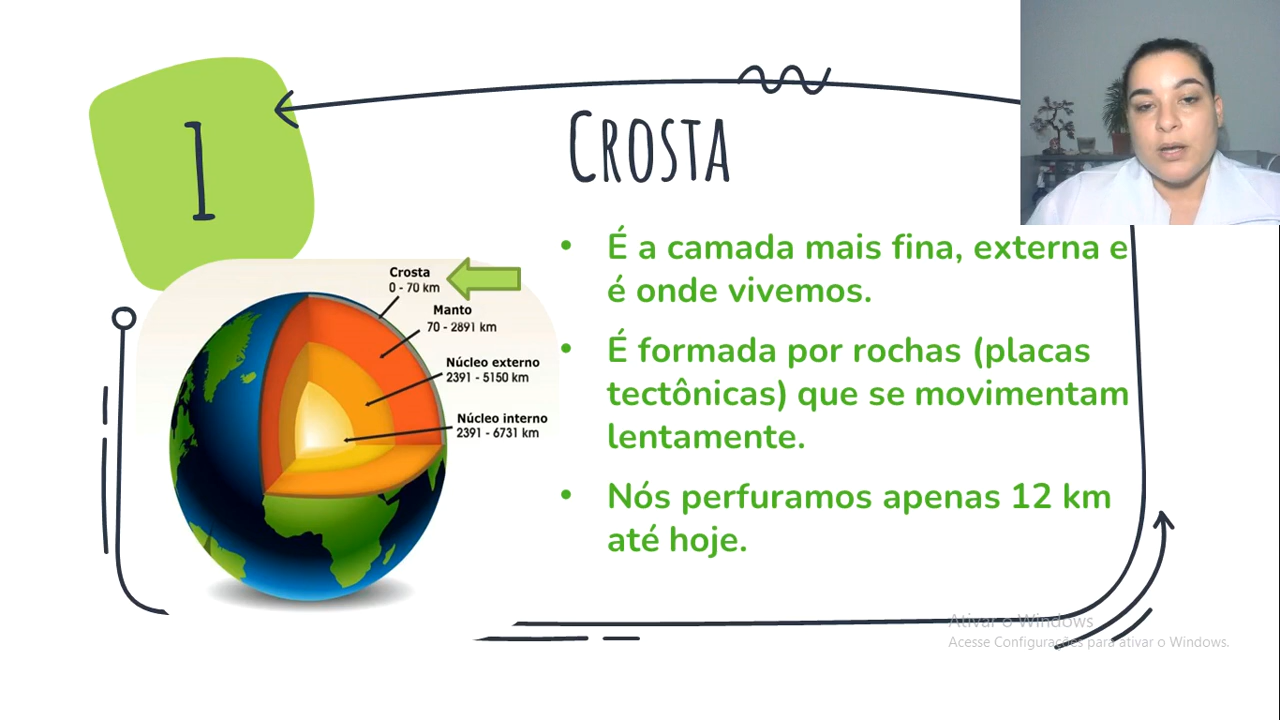 1
Crosta
Crosta
0 - 70 km
Manto
70 - 2891 km
Núcleo externo
2391 - 5150 km
Núcleo interno
2391 - 6731 km
• É a camada mais fina, externa e
é onde vivemos.
• É formada por rochas (placas
tectônicas) que se movimentam
lentamente.
• Nós perfuramos apenas 12 km
até hoje.
Ativar o Windows
Acesse Configurações para ativar o Windows.